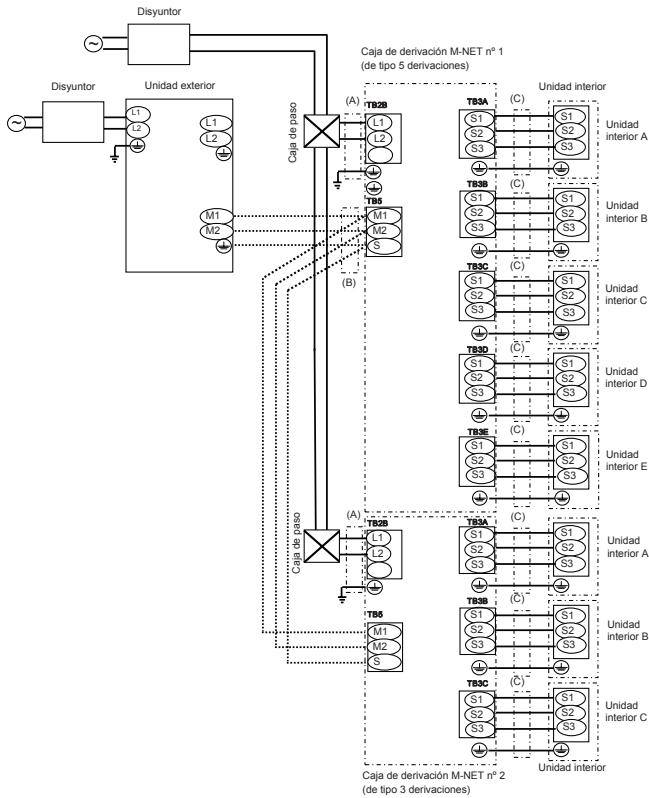 Disyuntor
Caja de derivación M-NET nº 1
(de tipo 5 derivaciones)
Disyuntor
Unidad exterior
Unidad interior
L1
L2
L1
L2
M1
M2
Caja de paso
(A)
TB2B
L1
L2
TB5
M1
M2
S
(B)
TB3A
S1
S2
S3
(C)
S1
S2
S3
Unidad
interior A
TB3B
S1
S2
S3
(C)
S1
S2
S3
Unidad
interior B
TB3C
S1
S2
S3
(C)
S1
S2
S3
Unidad
interior C
TB3D
S1
S2
S3
(C)
S1
S2
S3
Unidad
interior D
TB3E
S1
S2
S3
(C)
S1
S2
S3
Unidad
interior E
Caja de paso
(A)
TB2B
L1
L2
TB5
M1
M2
S
TB3A
S1
S2
S3
(C)
S1
S2
S3
Unidad
interior A
TB3B
S1
S2
S3
(C)
S1
S2
S3
Unidad
interior B
TB3C
S1
S2
S3
(C)
S1
S2
S3
Unidad
interior C
Unidad interior
Caja de derivación M-NET nº 2
(de tipo 3 derivaciones)